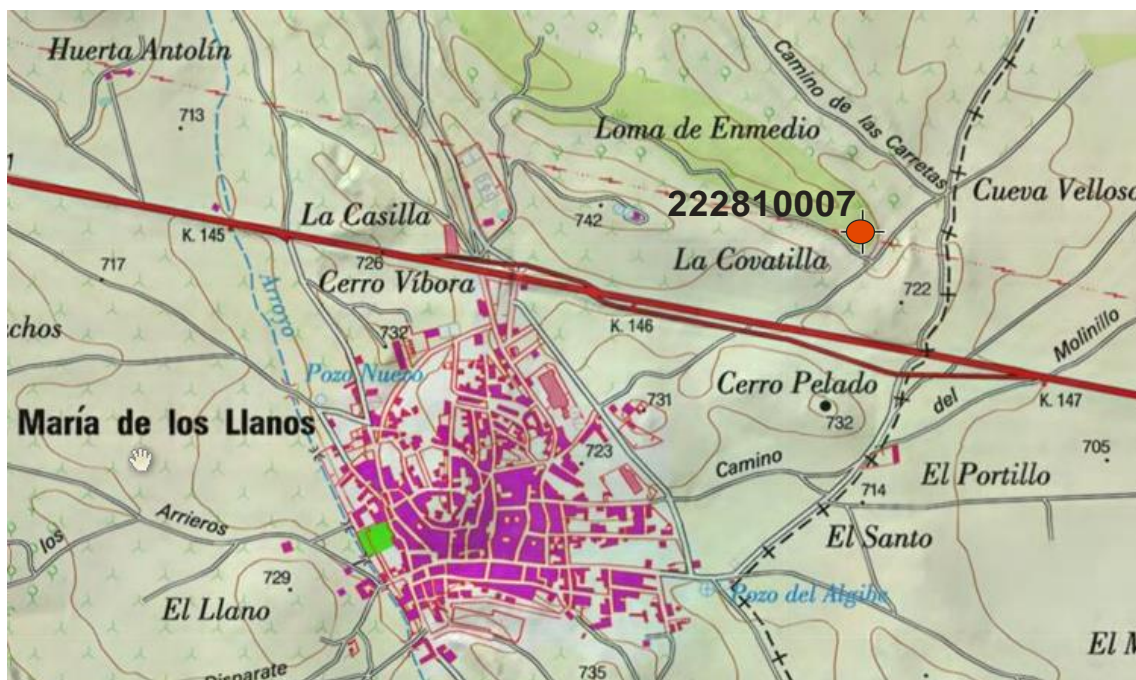 Huerta Antolín
713
Camino de las Carretas
Loma de Enmedio
222810007
Cueva Velloso
742
La Casilla
K. 145
726
La Covatilla
717
Cerro Víbora
722
Arroyo
K. 146
Molinillo
chos
732
Pozo Nuevo
Cerro Pelado
del
K. 147
María de los Llanos
731
732
723
705
Camino
El Portillo
714
Arrieros
los
El Santo
729
Pozo del Algibe
El Llano
El M
Disparate
735